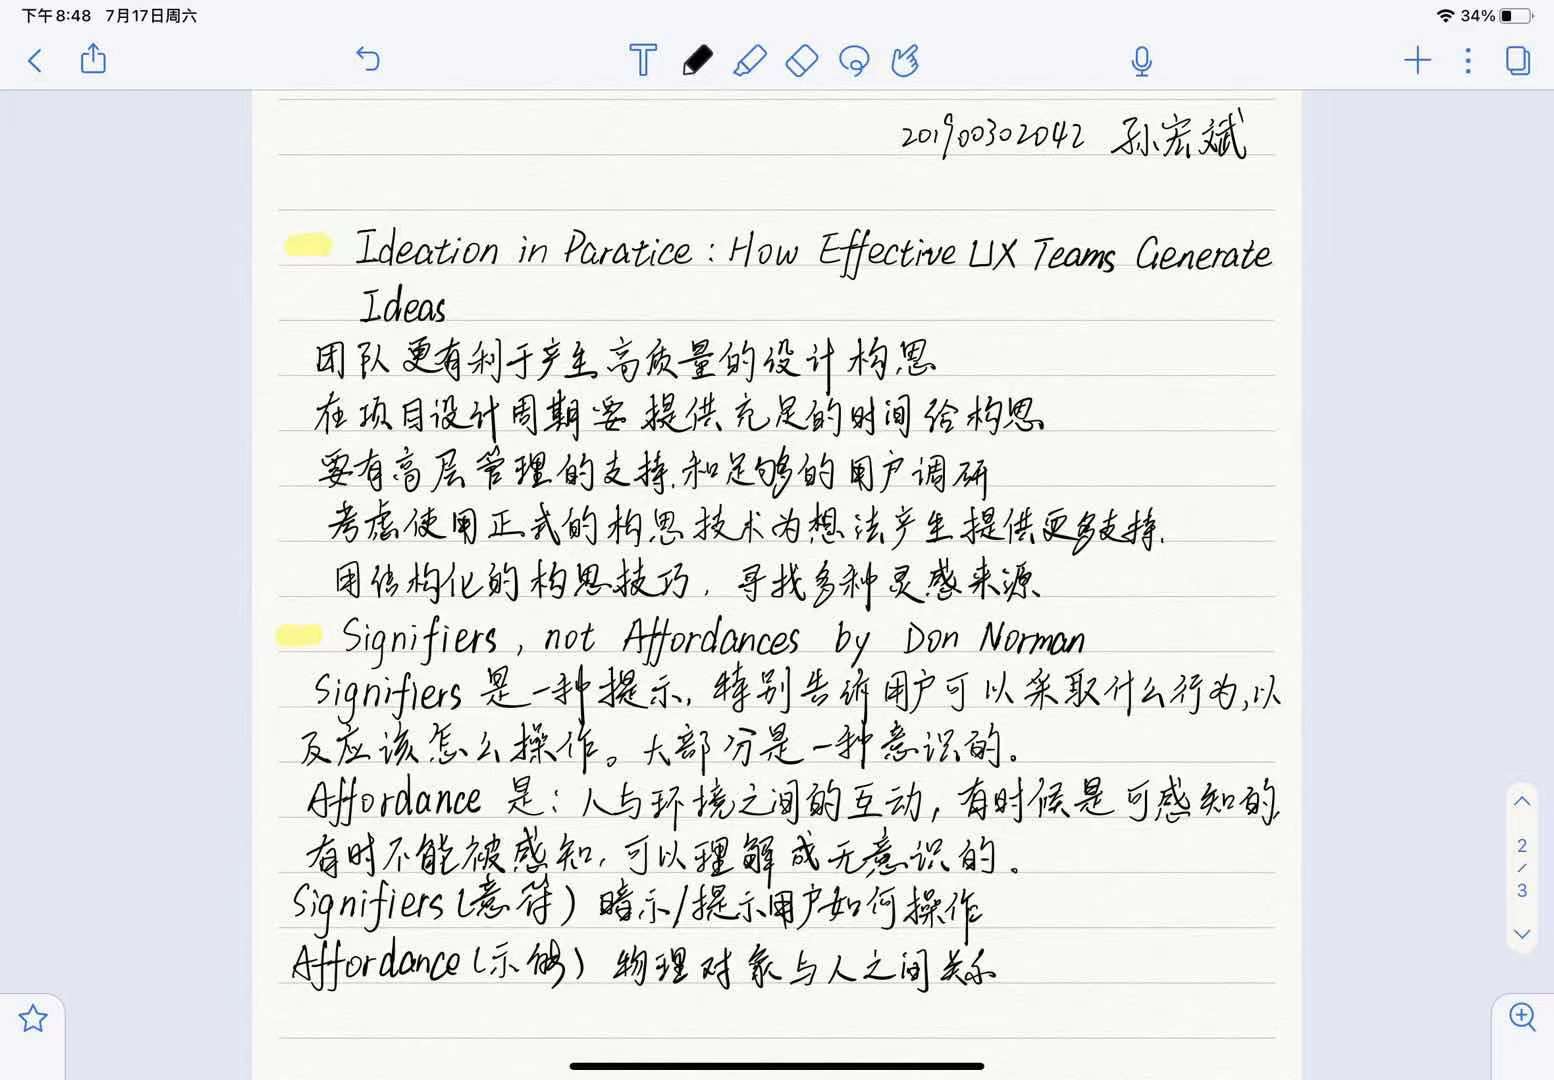 下午8:48 7月17日周六
34%
201900302042 孙宏斌
Ideation in Paratice : How Effective UX Teams Generate
Ideas
团队更有利于产生高质量的设计构思
在项目设计周期要提供充足的时间给构思
要有高层管理的支持,和足够的用户调研
考虑使用正式的构思技术为想法产生提供更多支持,
用结构化的构思技巧,寻找多种灵感来源
Signifiers , not Affordances by Don Norman
Signifiers 是一种提示,特别告诉用户可以采取什么行为,以
及应该怎么操作。大部分是一种意识的。
Affordance 是:人与环境之间的互动,有时候是可感知的,
有时不能被感知,可以理解成无意识的。
Signifiers (意符) 暗示/提示用户如何操作
Affordance (示能) 物理对象与人之间关系
2
/
3